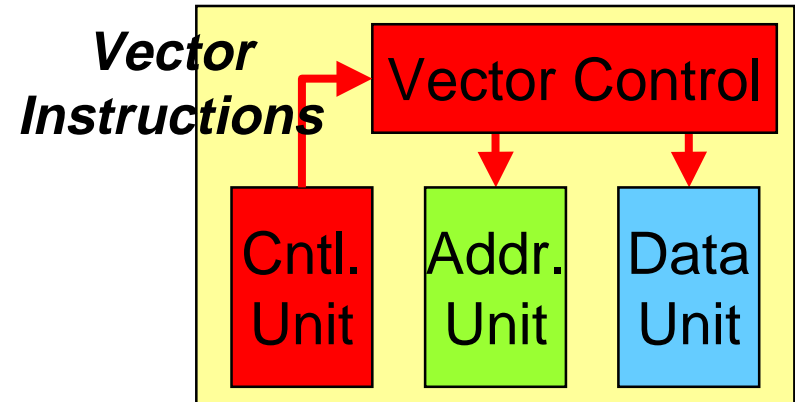 Vector
Instructions
Vector Control
Cntl.
Unit
Addr.
Unit
Data
Unit